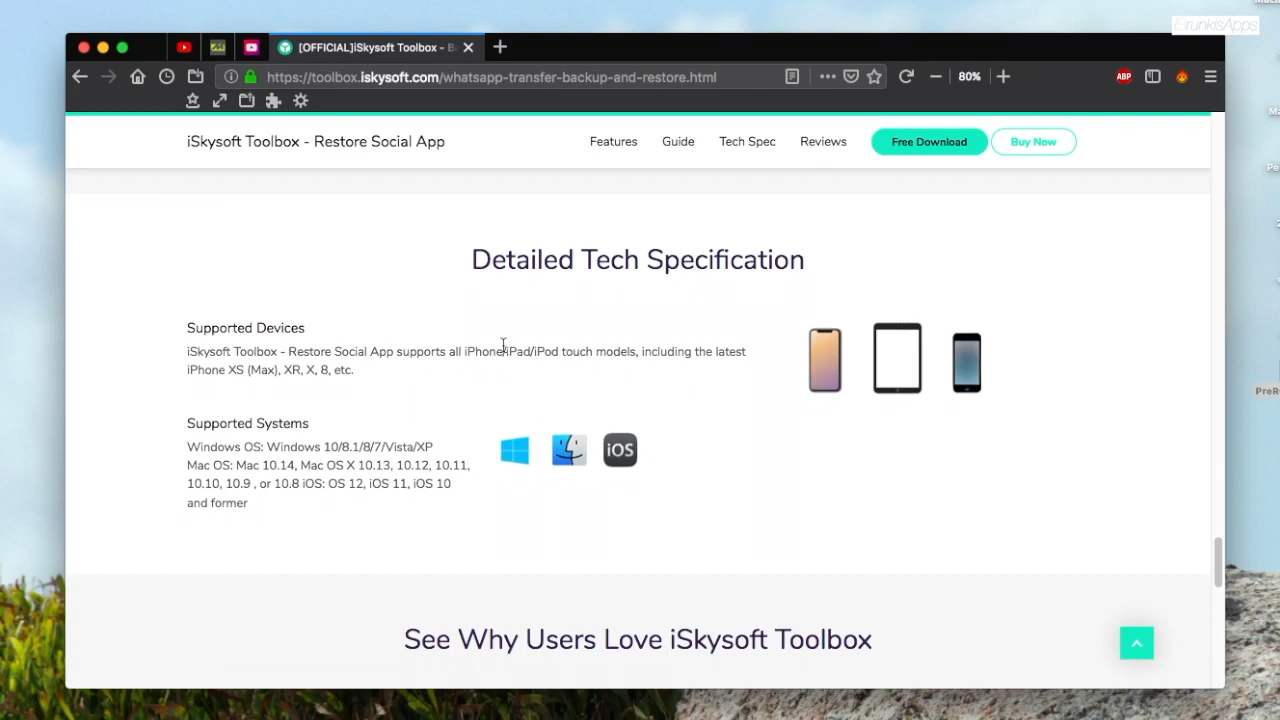 iGrunklsApps
[OFFICIAL]iSkysoft Toolbox - B
https://toolbox.iskysoft.com/whatsapp-transfer-backup-and-restore.html
80%
ABP
iSkysoft Toolbox - Restore Social App
Features
Guide
Tech Spec
Reviews
Free Download
Buy Now
Detailed Tech Specification
Supported Devices
iSkysoft Toolbox - Restore Social App supports all iPhone/iPad/iPod touch models, including the latest
iPhone XS (Max), XR, X, 8, etc.
Supported Systems
Windows OS: Windows 10/8.1/8/7/Vista/XP
Mac OS: Mac 10.14, Mac OS X 10.13, 10.12, 10.11,
10.10, 10.9 , or 10.8 iOS: OS 12, iOS 11, iOS 10
and former
iOS
See Why Users Love iSkysoft Toolbox